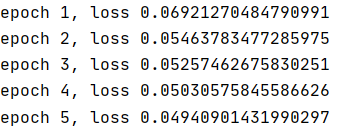 epoch 1, loss 0.06921270484790991
epoch 2, loss 0.05463783477285975
epoch 3, loss 0.05257462675830251
epoch 4, loss 0.05030575845586626
epoch 5, loss 0.04940901431990297